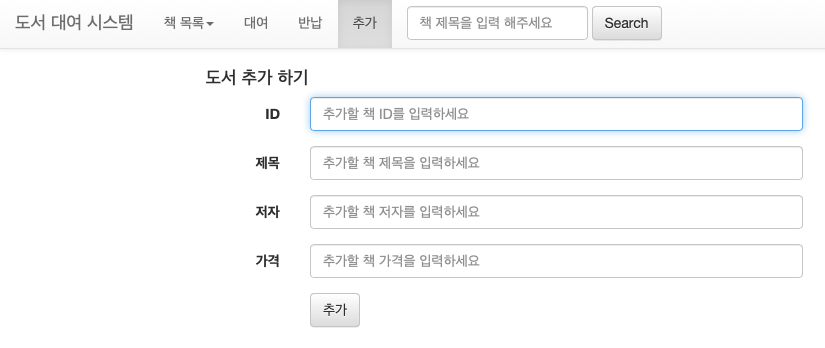 도서 대여 시스템 책 목록 대여 반납 추가 책 제목을 입력 해주세요 Search
도서 추가 하기
ID 추가할 책 ID를 입력하세요
제목 추가할 책 제목을 입력하세요
저자 추가할 책 저자를 입력하세요
가격 추가할 책 가격을 입력하세요
추가